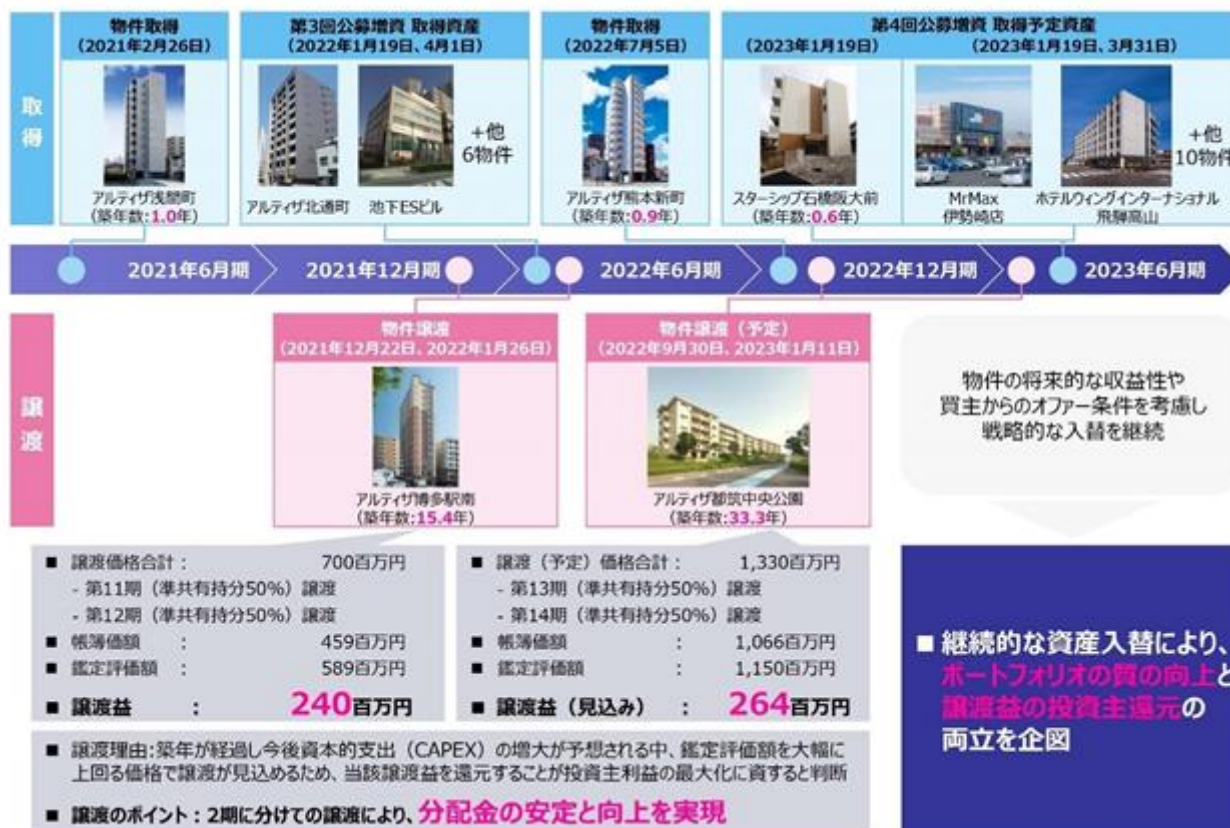 物件取得
(2021年2月26日)
第3回公募増資 取得資産
(2022年1月19日、4月1日)
物件取得
(2022年7月5日)
第4回公募増資 取得予定資産
(2023年1月19日)
(2023年1月19日、3月31日)
取得
+他
6物件
+他
10物件
アルティザ浅間町
(築年数:1.0年)
アルティザ北通町
池下ESビル
アルティザ熊本新町
(築年数:0.9年)
スターシップ石橋阪大前
(築年数:0.6年)
MrMax
伊勢崎店
ホテルウィングインターナショナル
飛騨高山
2021年6月期
2021年12月期
2022年6月期
2022年12月期
2023年6月期
譲渡
物件譲渡
(2021年12月22日、2022年1月26日)
アルティザ博多駅南
(築年数:15.4年)
物件譲渡(予定)
(2022年9月30日、2023年1月11日)
アルティザ都筑中央公園
(築年数:33.3年)
物件の将来的な収益性や
買主からのオファー条件を考慮し
戦略的な入替を継続
■ 譲渡価格合計: 700百万円
- 第11期(準共有持分50%)譲渡
- 第12期(準共有持分50%)譲渡
■ 帳簿価額 : 459百万円
■ 鑑定評価額 : 589百万円
■ 譲渡益 : 240百万円
■ 譲渡(予定)価格合計: 1,330百万円
- 第13期(準共有持分50%)譲渡
- 第14期(準共有持分50%)譲渡
■ 帳簿価額 : 1,066百万円
■ 鑑定評価額 : 1,150百万円
■ 譲渡益(見込み) : 264百万円
■ 譲渡理由:築年が経過し今後資本的支出(CAPEX)の増大が予想される中、鑑定評価額を大幅に
上回る価格で譲渡が見込めるため、当該譲渡益を還元することが投資主利益の最大化に資すると判断
■ 譲渡のポイント:2期に分けての譲渡により、分配金の安定と向上を実現
■ 継続的な資産入替により、
ポートフォリオの質の向上と
譲渡益の投資主還元の
両立を企図